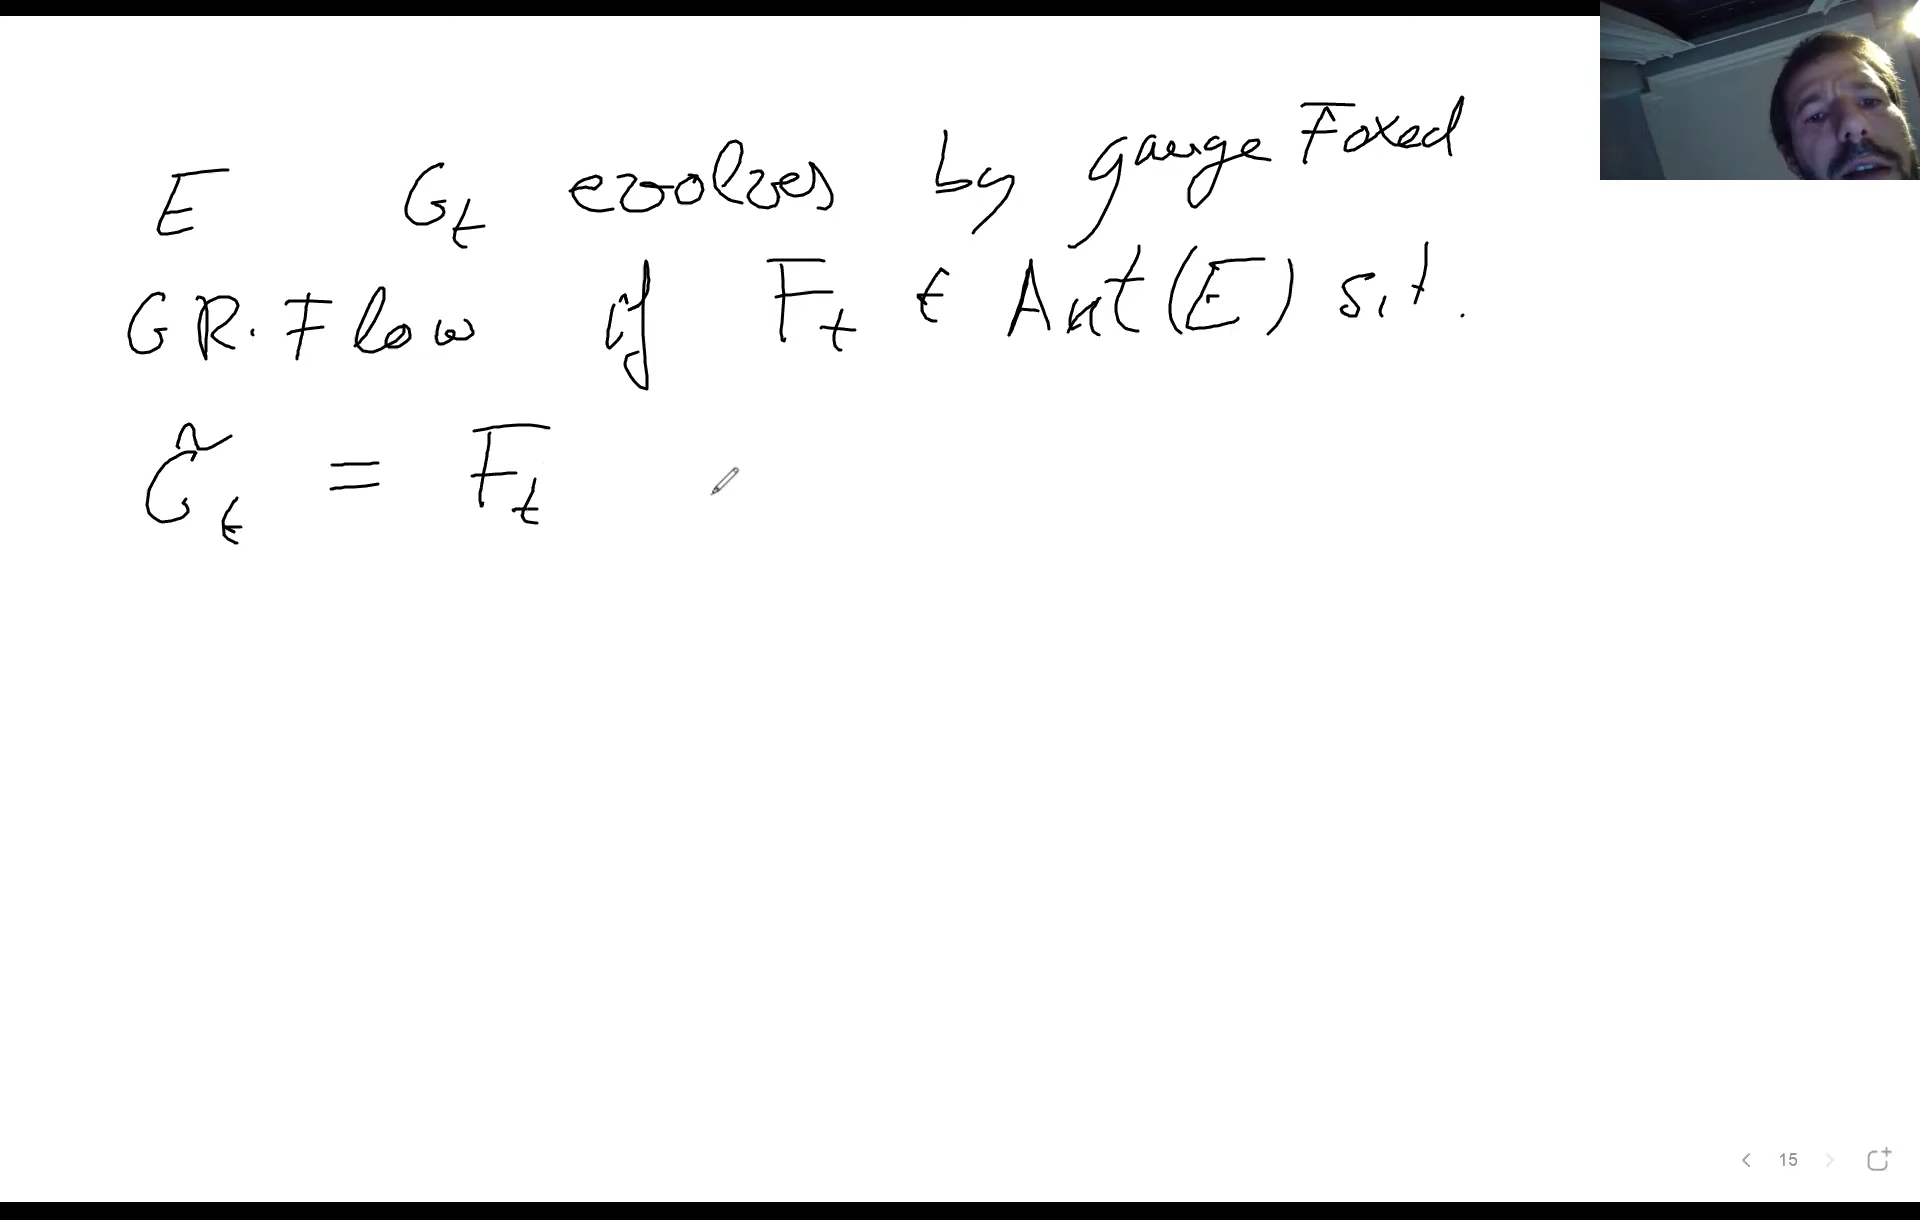 E G_t evolves by gauge Fixed
GR. Flow if F_t ∈ Aut(E) s.t.
G̃_t = F_t
15